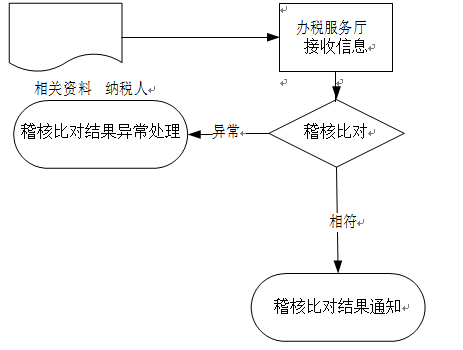 办税服务厅
接收信息
相关资料 纳税人
稽核比对结果异常处理
异常
稽核比对
相符
稽核比对结果通知